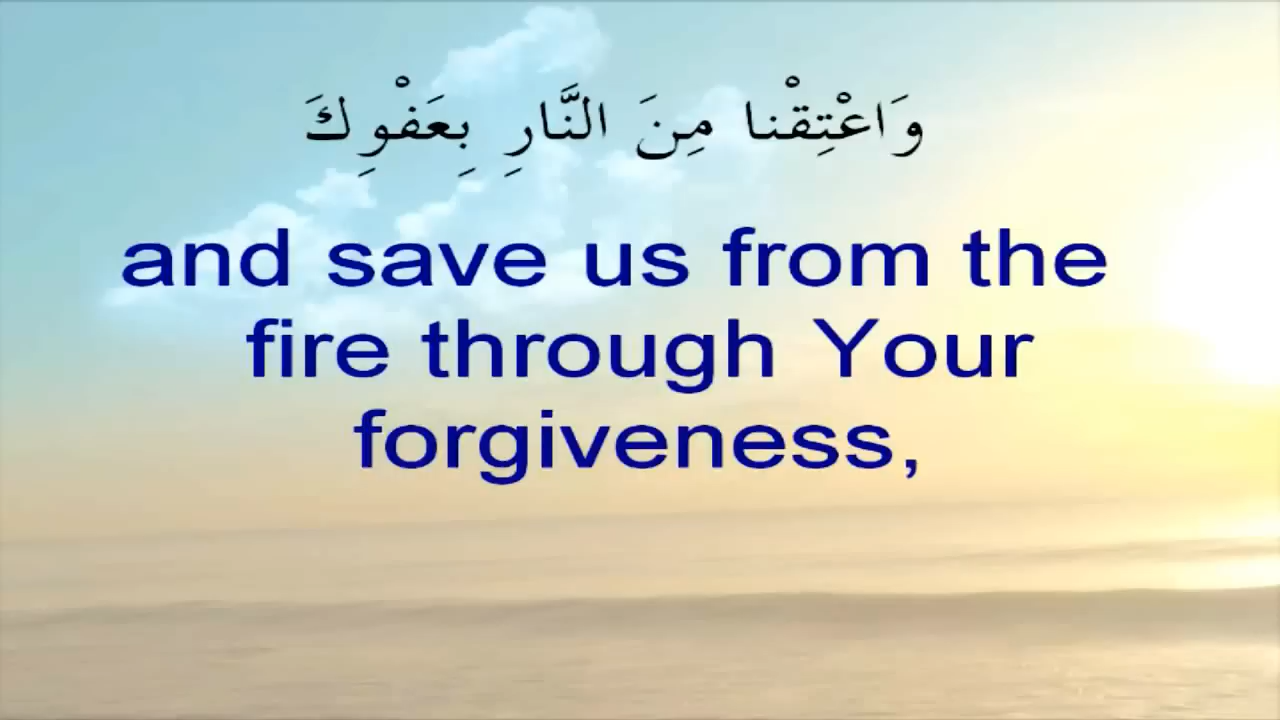 وَاعْتِقْنا مِنَ النَّارِ بِعَفْوِكَ
and save us from the
fire through Your
forgiveness,